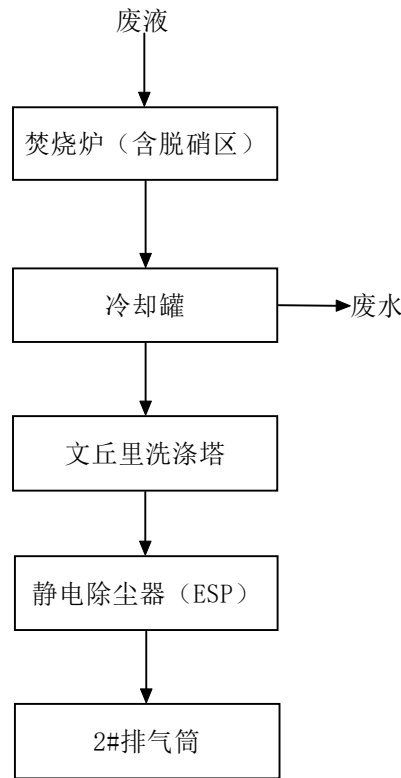 废液
焚烧炉（含脱硝区）
冷却罐
废水
文丘里洗涤塔
静电除尘器（ESP）
2#排气筒